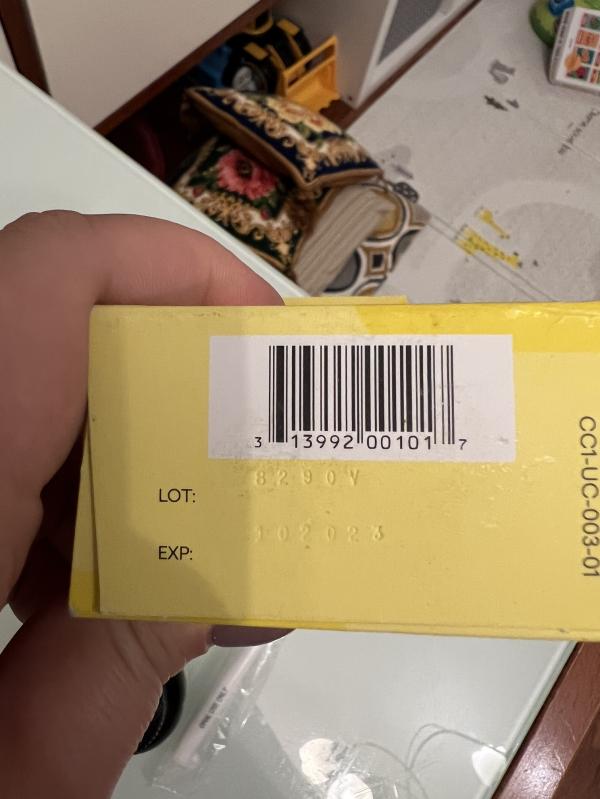 3 13992 00101 7
LOT: 8290V
EXP: 102023
CC1-UC-003-01